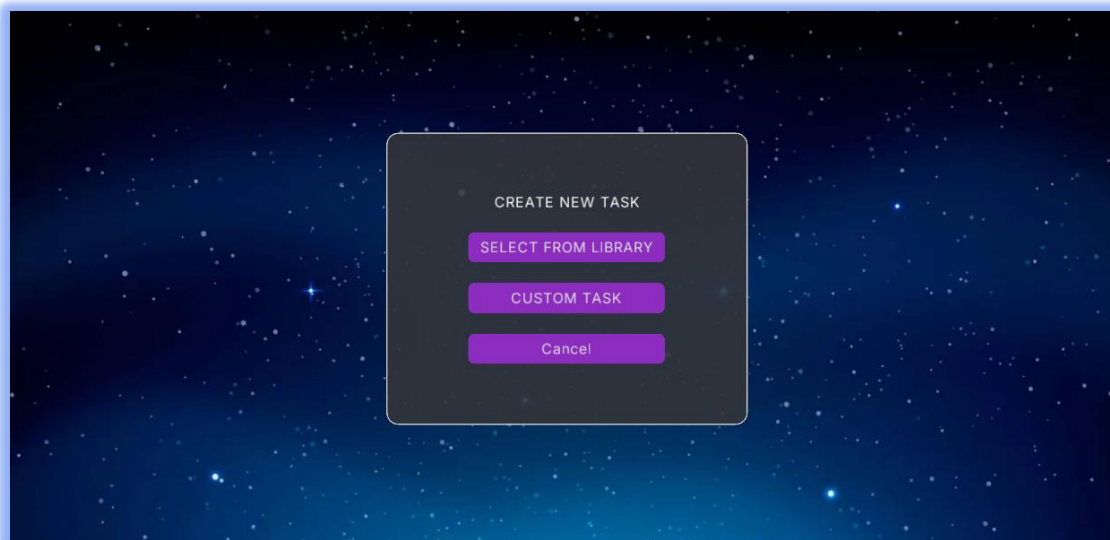 CREATE NEW TASK
SELECT FROM LIBRARY
CUSTOM TASK
Cancel